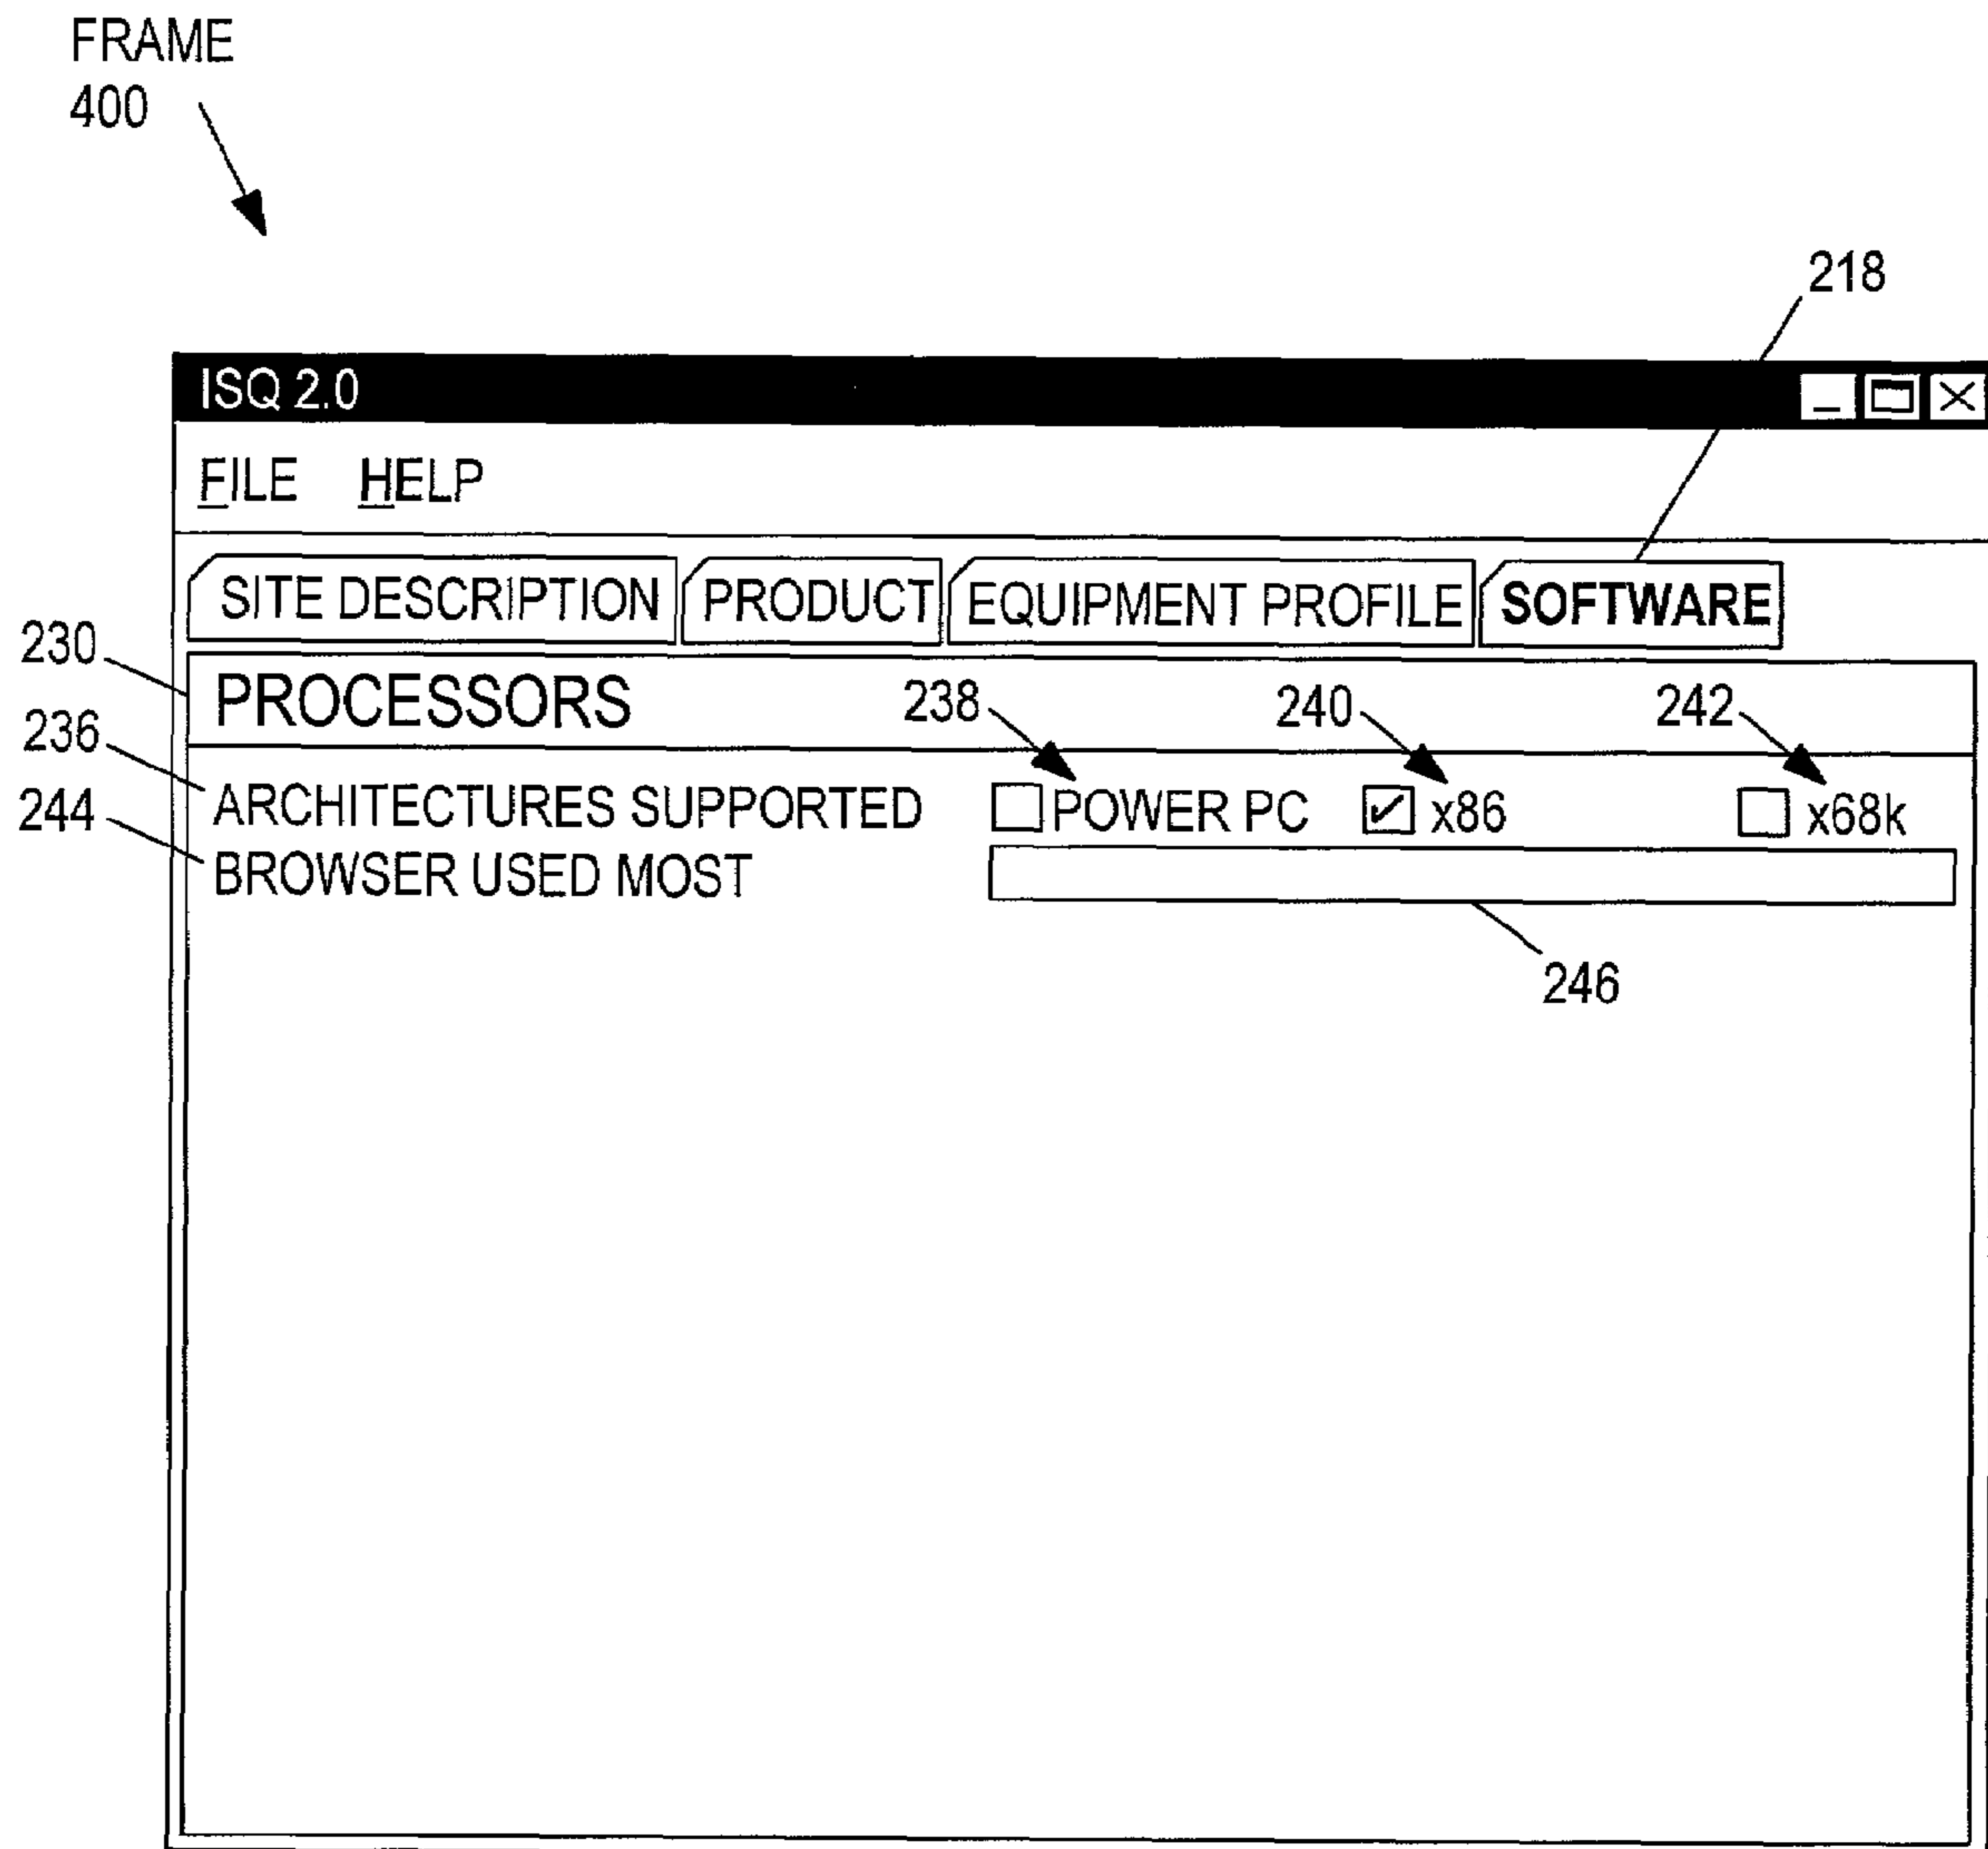 FRAME
400
218
ISQ 2.0
FILE HELP
SITE DESCRIPTION PRODUCT EQUIPMENT PROFILE SOFTWARE
230
PROCESSORS 238 240 242
236
ARCHITECTURES SUPPORTED POWER PC x86 x68k
244
BROWSER USED MOST
246